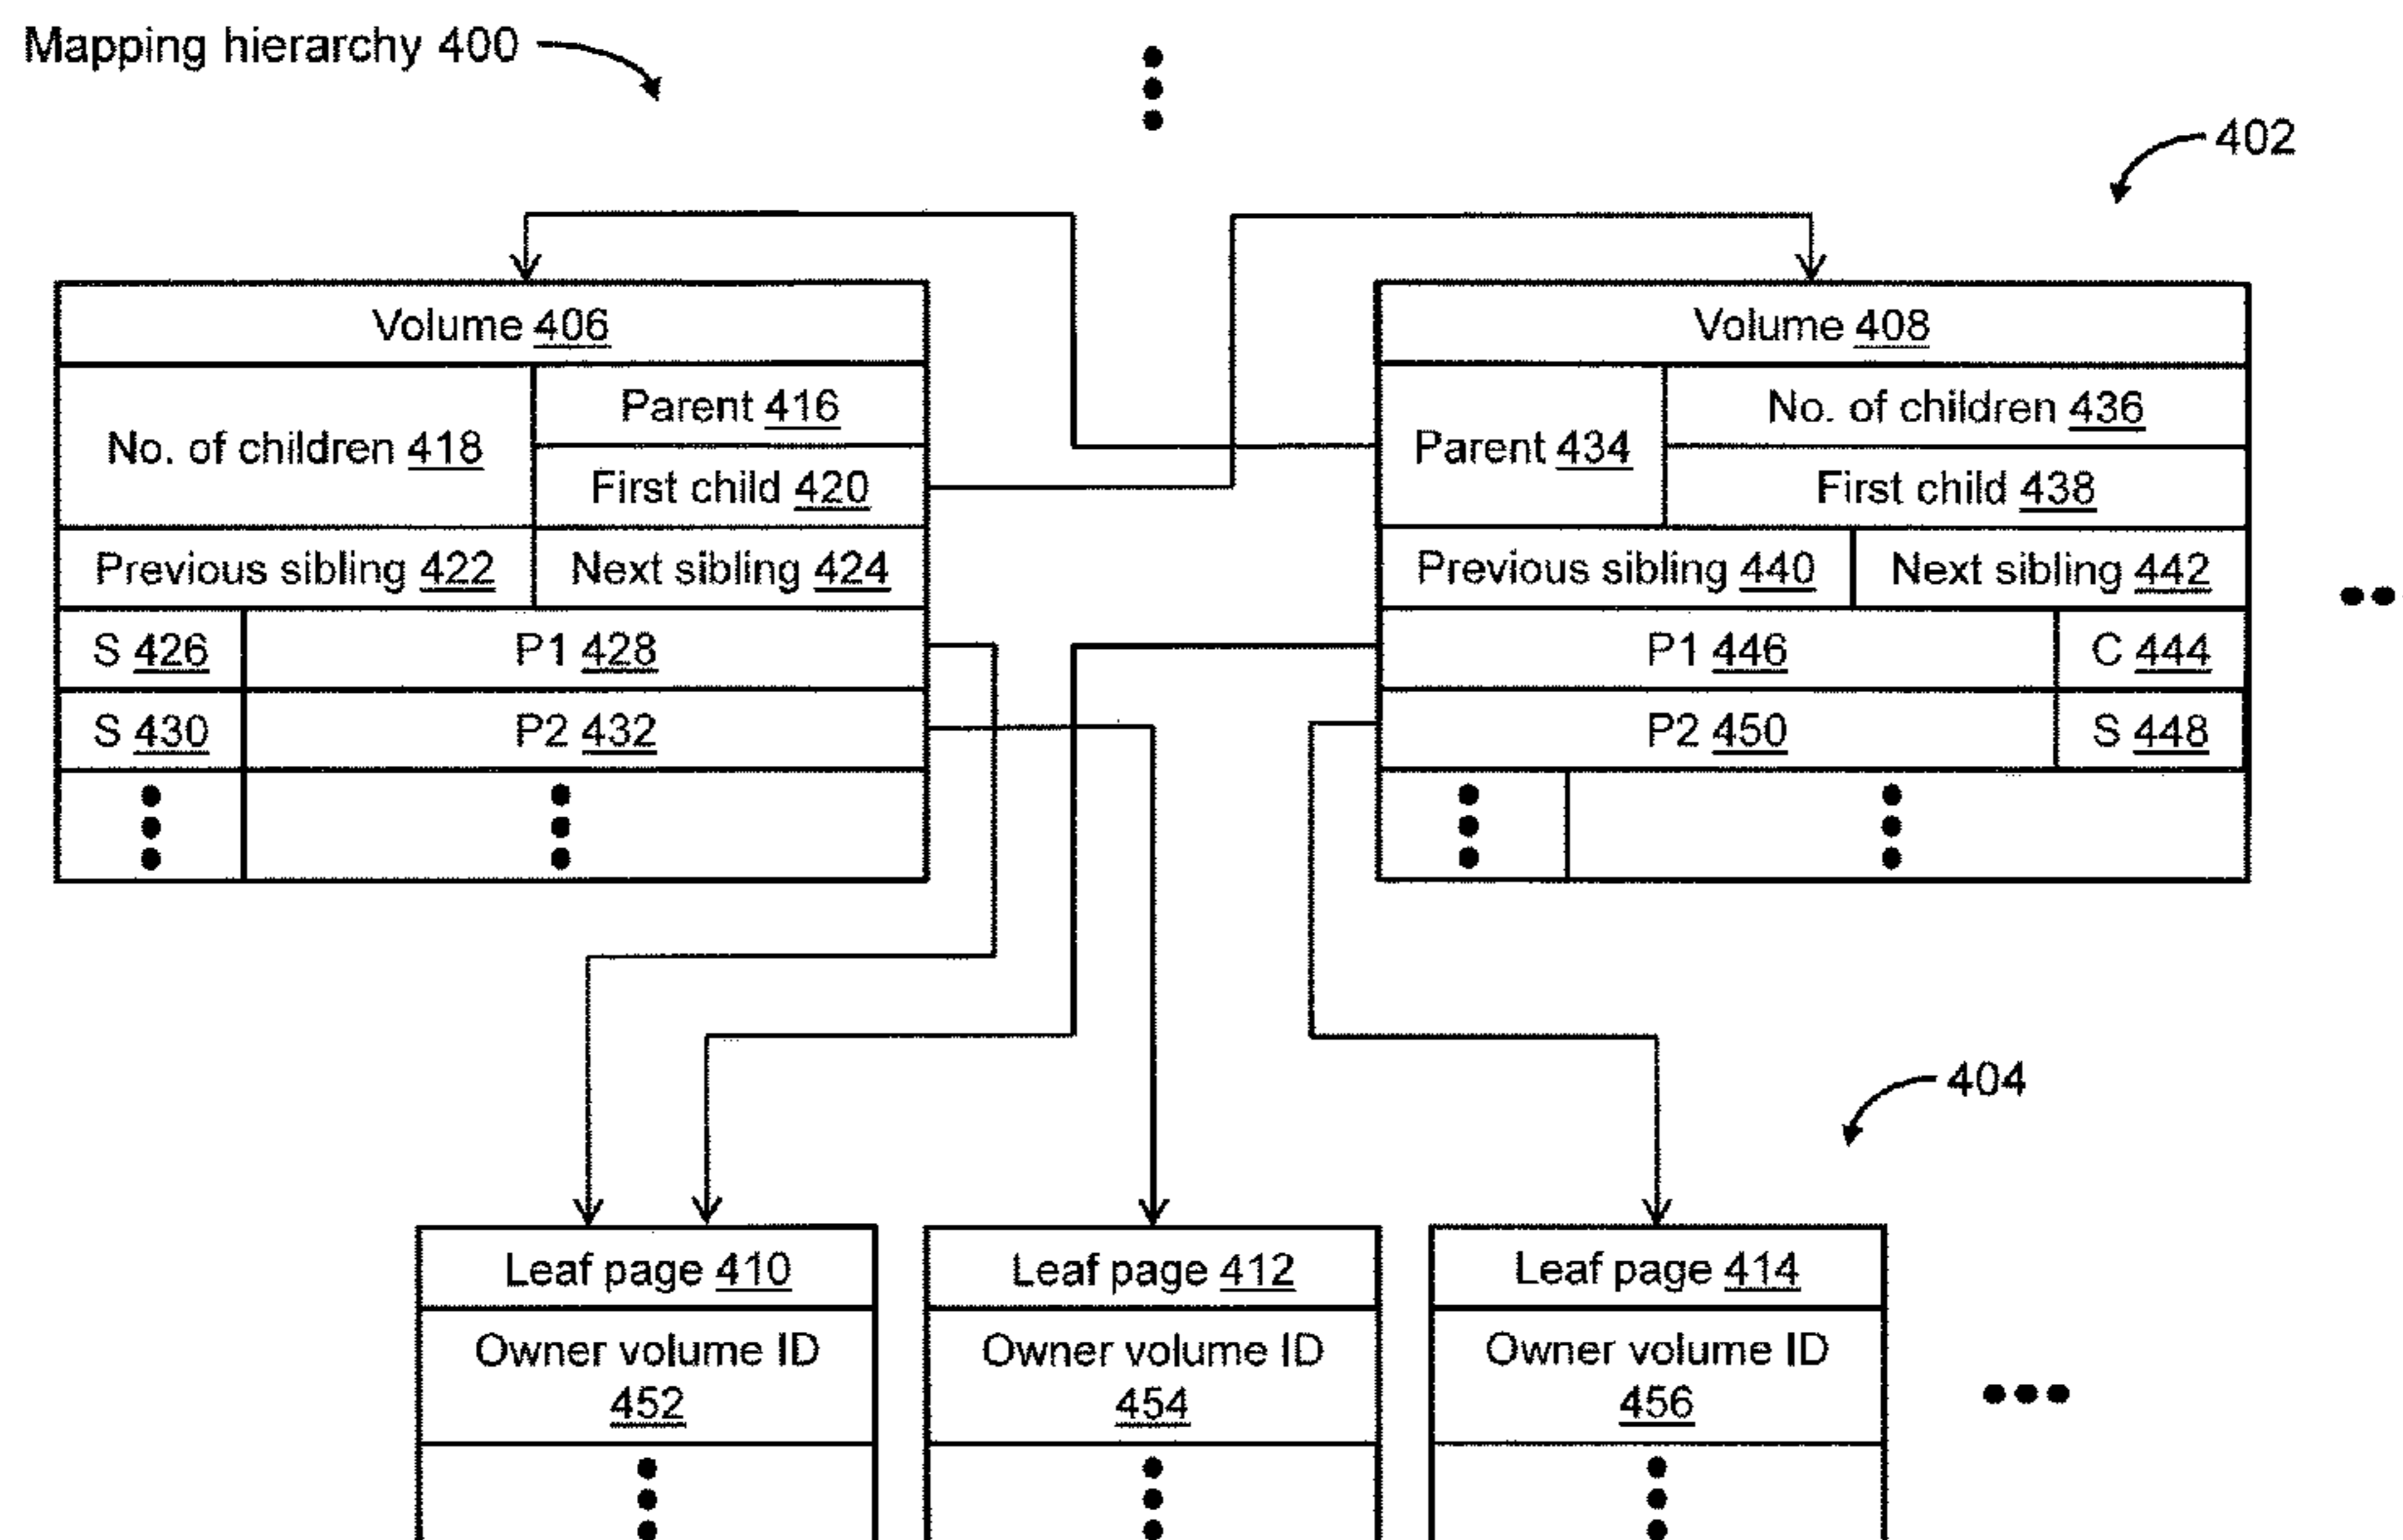 Mapping hierarchy 400
402
Volume 406
No. of children 418
Parent 416
First child 420
Previous sibling 422
Next sibling 424
S 426
P1 428
S 430
P2 432
Volume 408
Parent 434
No. of children 436
First child 438
Previous sibling 440
Next sibling 442
P1 446
C 444
P2 450
S 448
404
Leaf page 410
Owner volume ID
452
Leaf page 412
Owner volume ID
454
Leaf page 414
Owner volume ID
456